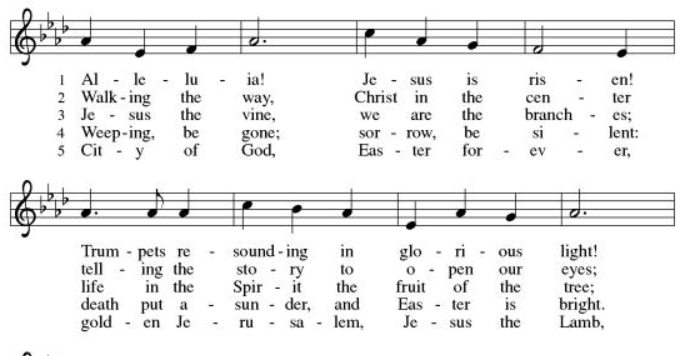 1 Al - le - lu - ia! Je - sus is ris - en!
2 Walk - ing the way, Christ in the cen - ter
3 Je - sus the vine, we are the branch - es;
4 Weep - ing, be gone; sor - row, be si - lent:
5 Cit - y of God, Eas - ter for - ev - er,
Trum - pets re - sound - ing in glo - ri - ous light!
tell - ing the sto - ry to o - pen our eyes;
life in the Spir - it the fruit of the tree;
death put a - sun - der, and Eas - ter is bright.
gold - en Je - ru - sa - lem, Je - sus the Lamb,